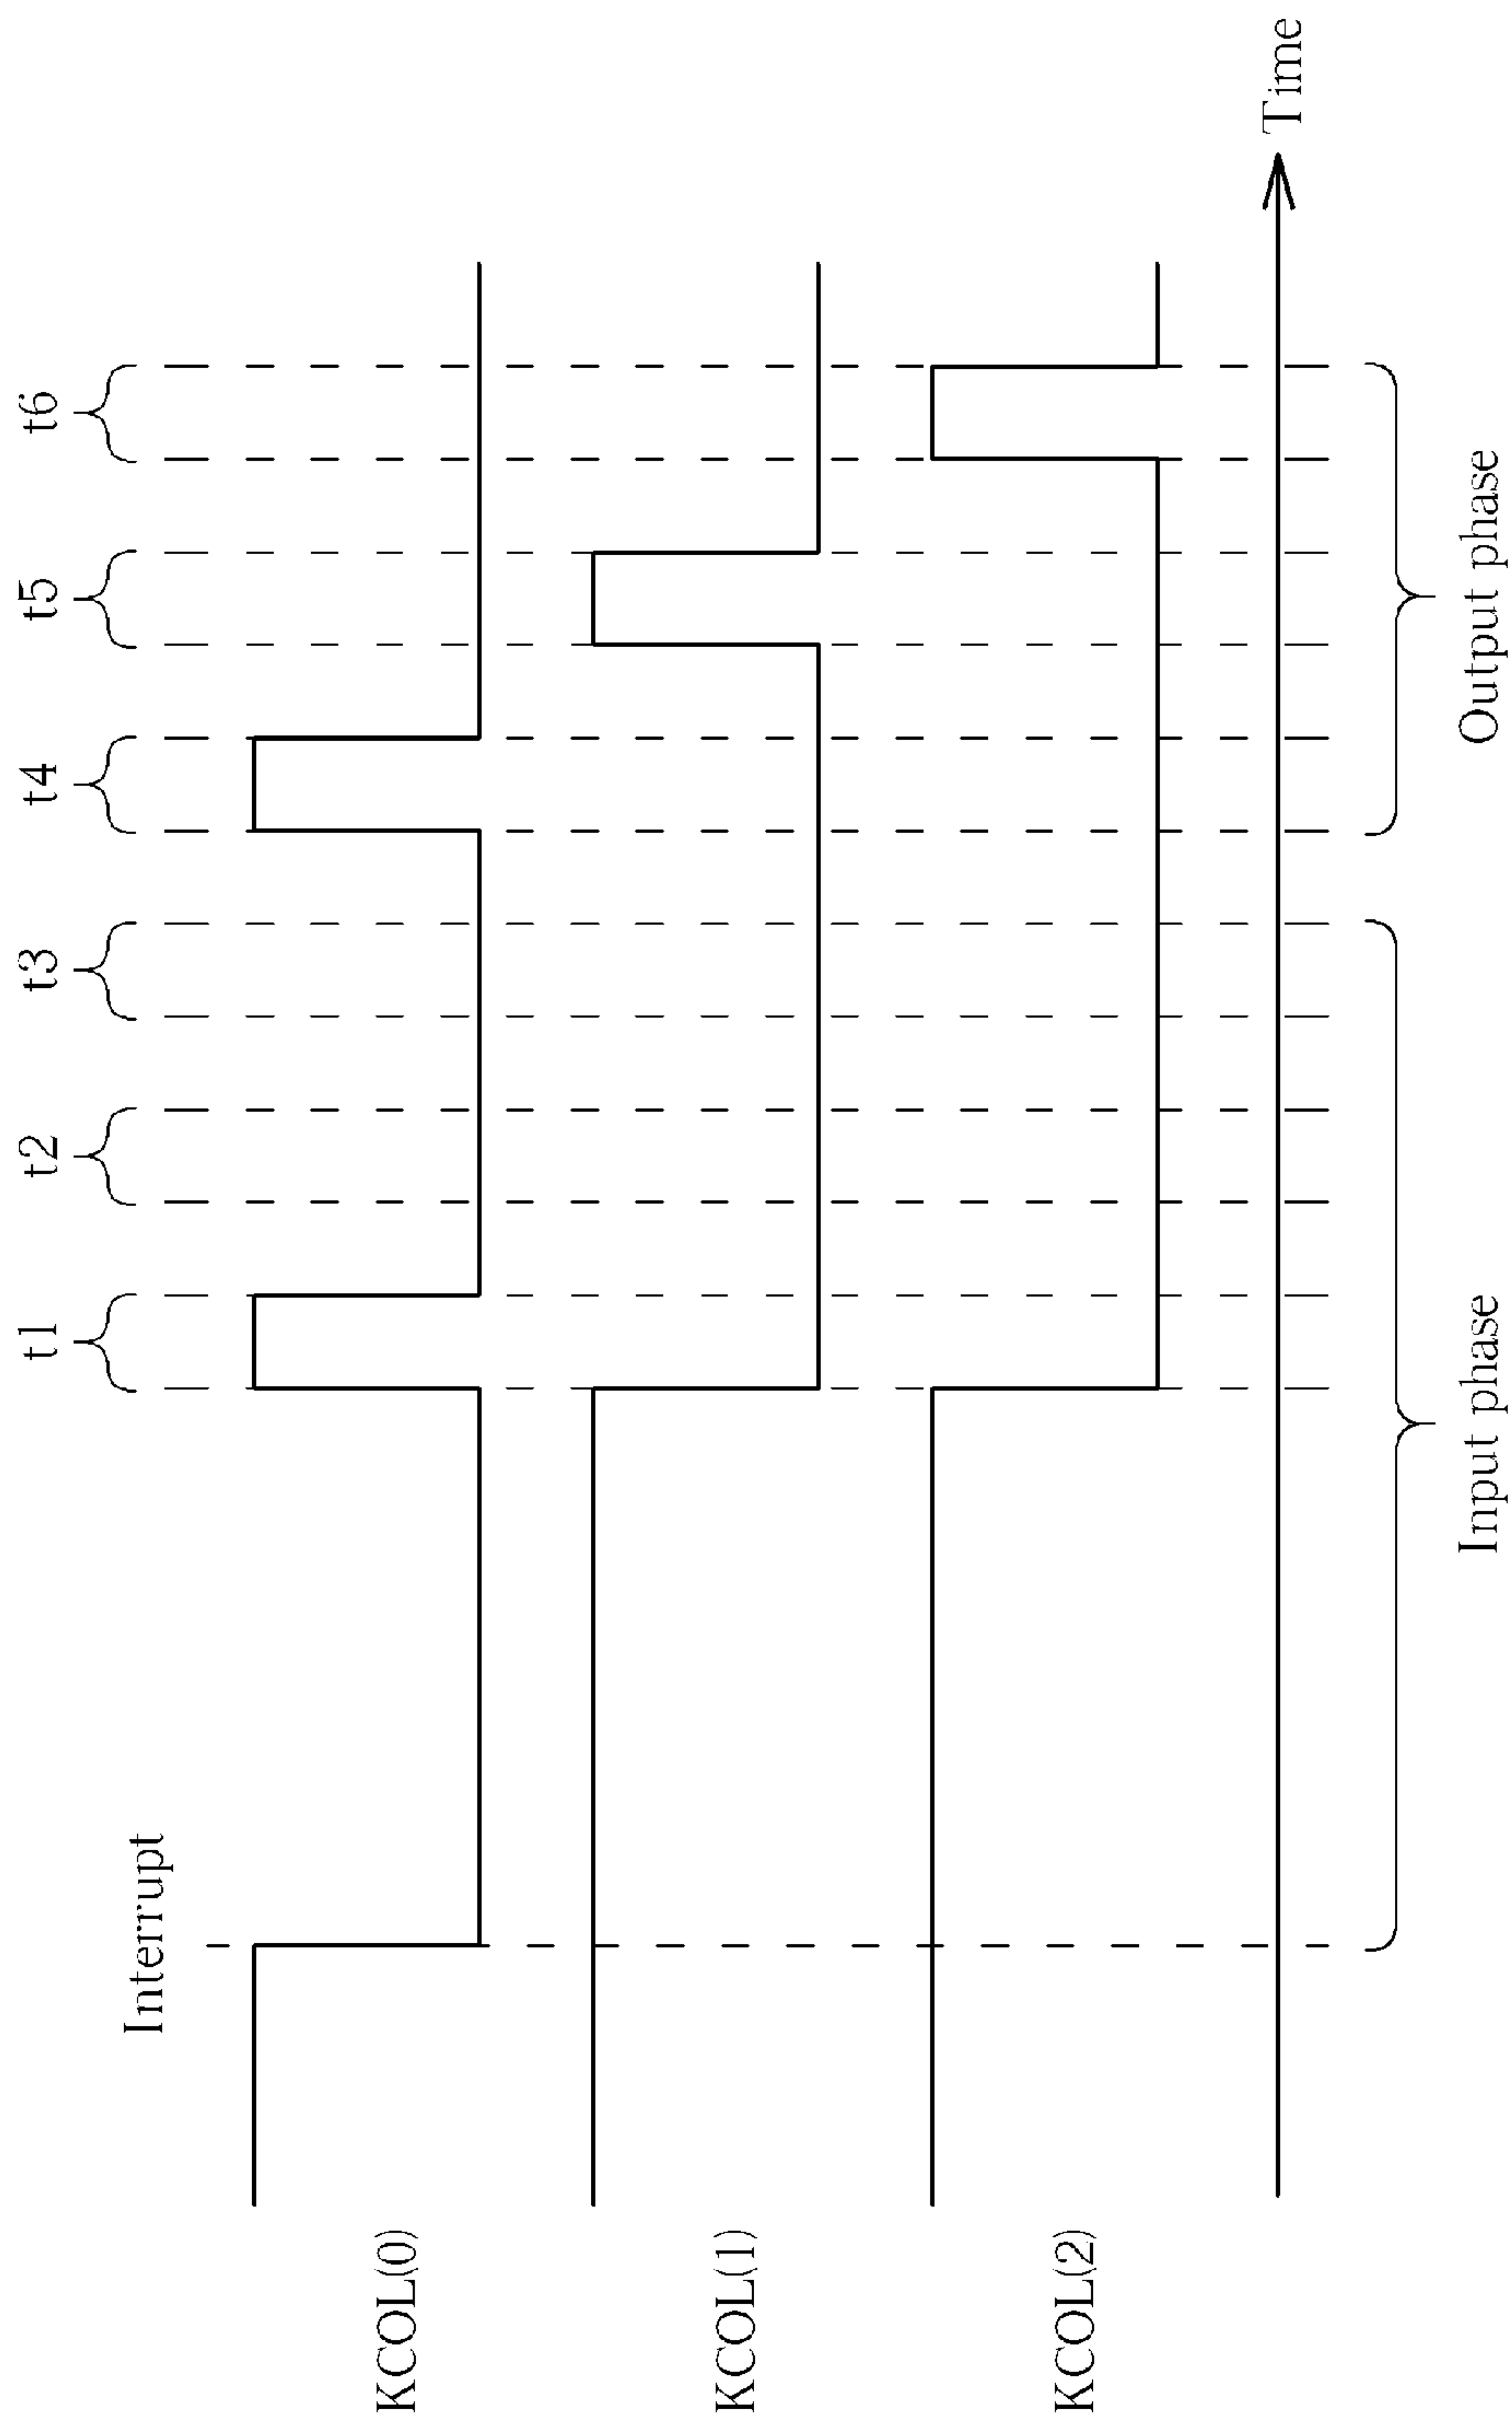 Interrupt
t1
t2
t3
t4
t5
t6
KCOL(0)
KCOL(1)
KCOL(2)
Time
Input phase
Output phase